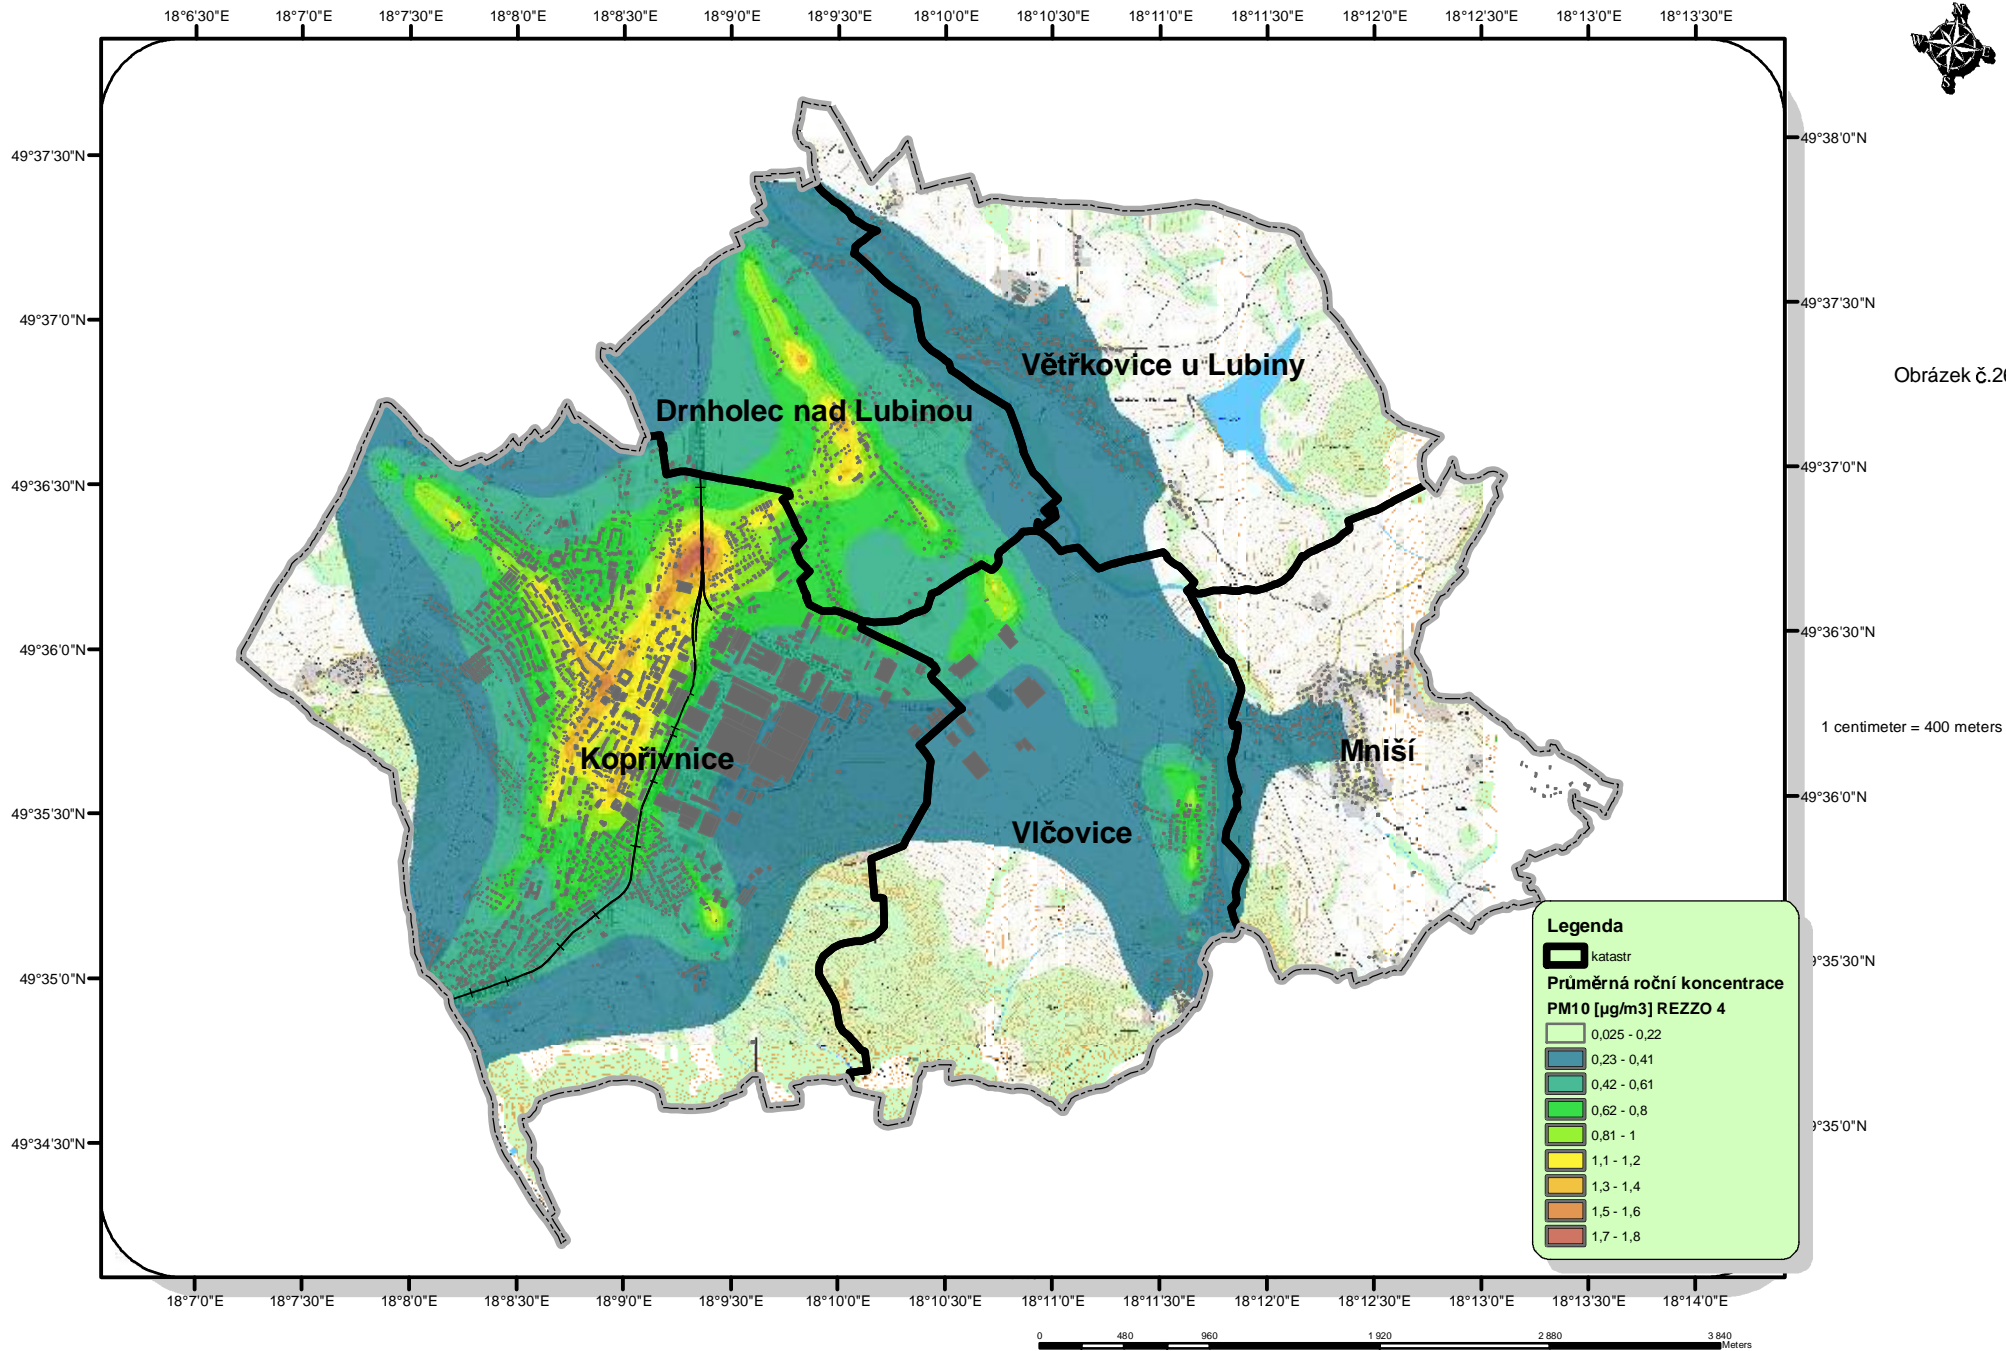 18°6'30"E 18°7'0"E 18°7'30"E 18°8'0"E 18°8'30"E 18°9'0"E 18°9'30"E 18°10'0"E 18°10'30"E 18°11'0"E 18°11'30"E 18°12'0"E 18°12'30"E 18°13'0"E 18°13'30"E
N
W E
S
49°38'0"N
49°37'30"N
49°37'30"N
49°37'0"N
Větřkovice u Lubiny
Obrázek č.26
Drnholec nad Lubinou
49°37'0"N
49°36'30"N
49°36'30"N
49°36'0"N
1 centimeter = 400 meters
Mniší
Kopřivnice
49°36'0"N
49°35'30"N
Vlčovice
Legenda
katastr
9°35'30"N
49°35'0"N
Průměrná roční koncentrace
PM10 [µg/m3] REZZO 4
0,025 - 0,22
0,23 - 0,41
0,42 - 0,61
0,62 - 0,8
9°35'0"N
0,81 - 1
49°34'30"N
1,1 - 1,2
1,3 - 1,4
1,5 - 1,6
1,7 - 1,8
18°7'0"E 18°7'30"E 18°8'0"E 18°8'30"E 18°9'0"E 18°9'30"E 18°10'0"E 18°10'30"E 18°11'0"E 18°11'30"E 18°12'0"E 18°12'30"E 18°13'0"E 18°13'30"E 18°14'0"E
0 480 960 1 920 2 880 3 840
Meters